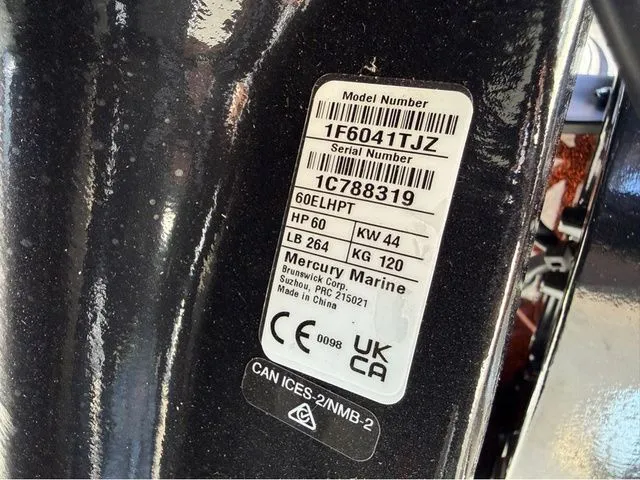 Model Number
1F6041TJZ
Serial Number
1C788319
60ELHPT
HP 60
KW 44
LB 264
KG 120
Mercury Marine
Brunswick Corp.
Suzhou, PRC 215021
Made in China
CE 0098 UK
CA
CAN ICES-2/NMB-2